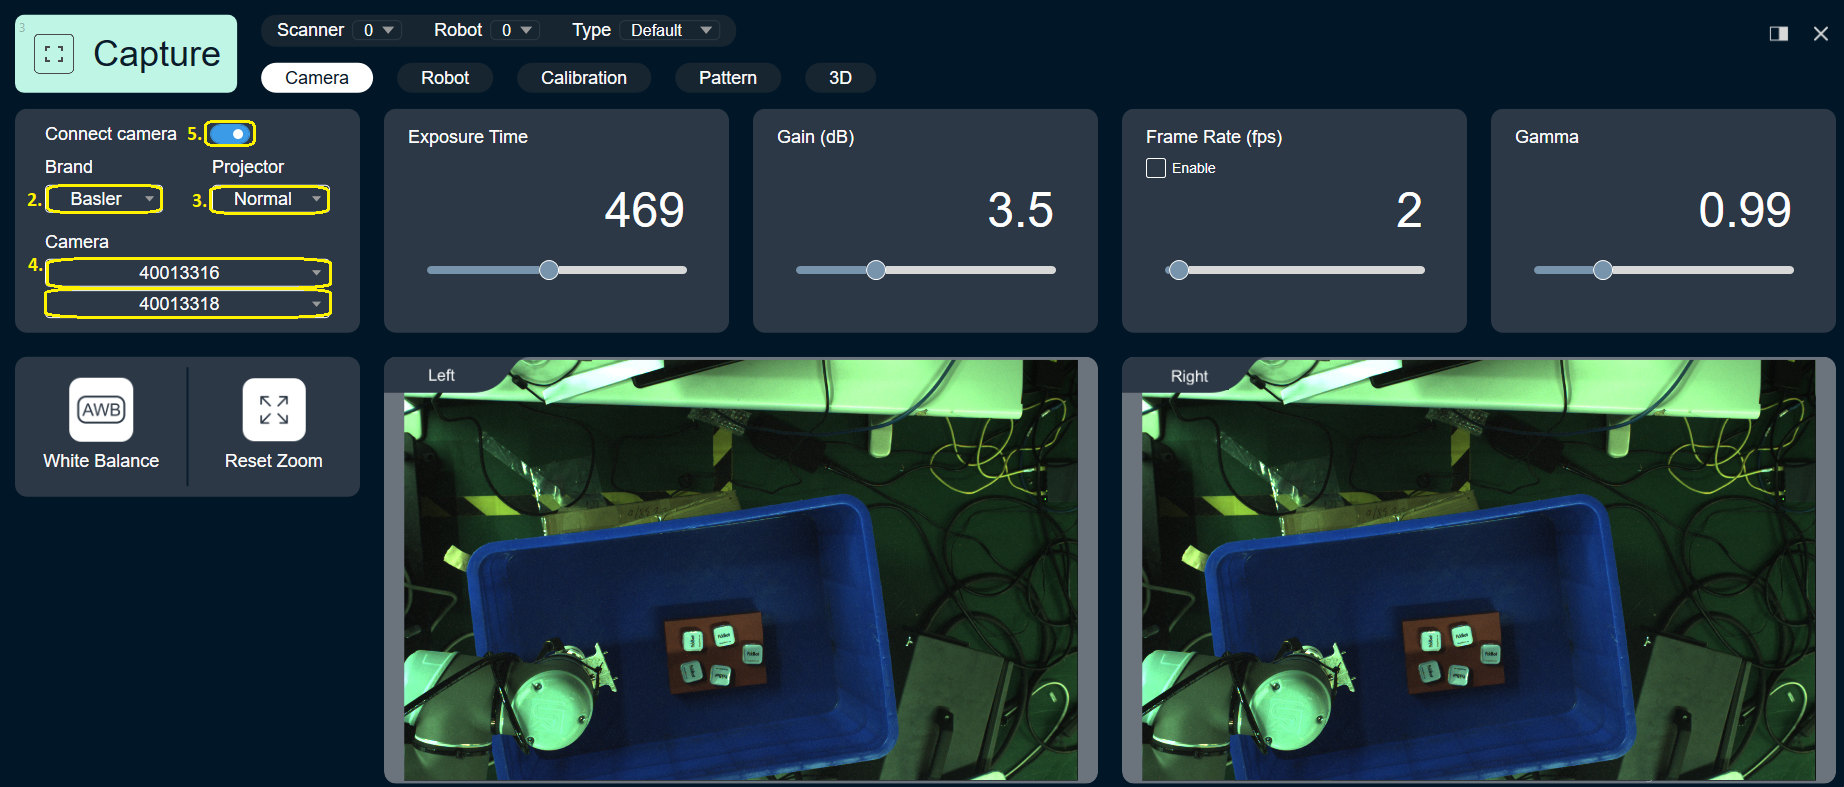 3
Capture
Scanner 0 Robot 0 Type Default
Camera Robot Calibration Pattern 3D
Connect camera 5.
Brand Projector
2. Basler 3. Normal
Camera
4. 40013316
40013318
Exposure Time
469
Gain (dB)
3.5
Frame Rate (fps)
Enable
2
Gamma
0.99
AWB
White Balance
Reset Zoom
Left
Right